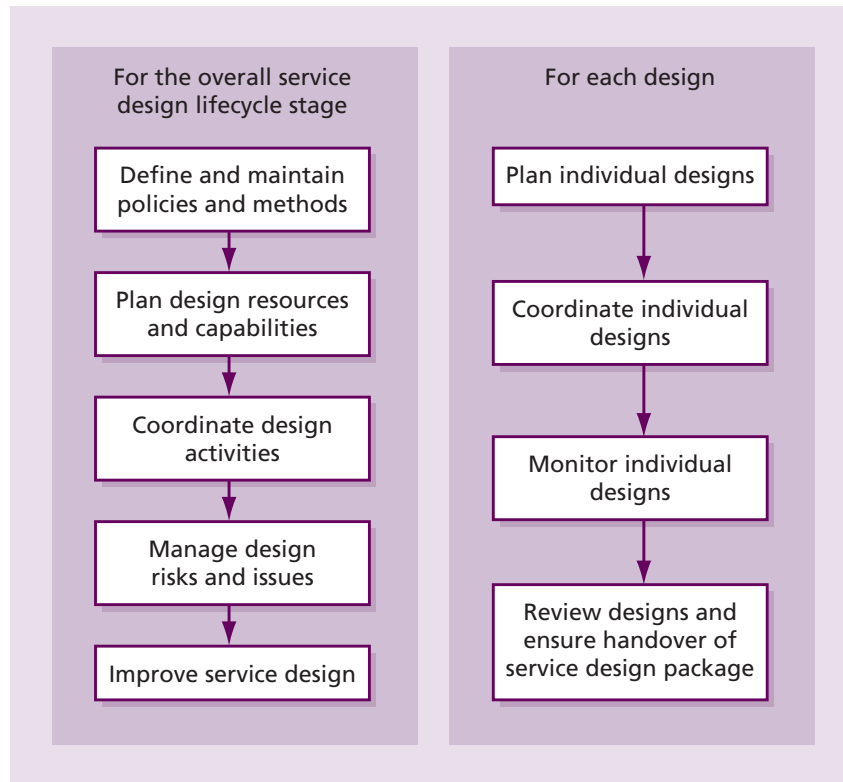 For the overall service
design lifecycle stage
Define and maintain
policies and methods
Plan design resources
and capabilities
Coordinate design
activities
Manage design
risks and issues
Improve service design
For each design
Plan individual designs
Coordinate individual
designs
Monitor individual
designs
Review designs and
ensure handover of
service design package